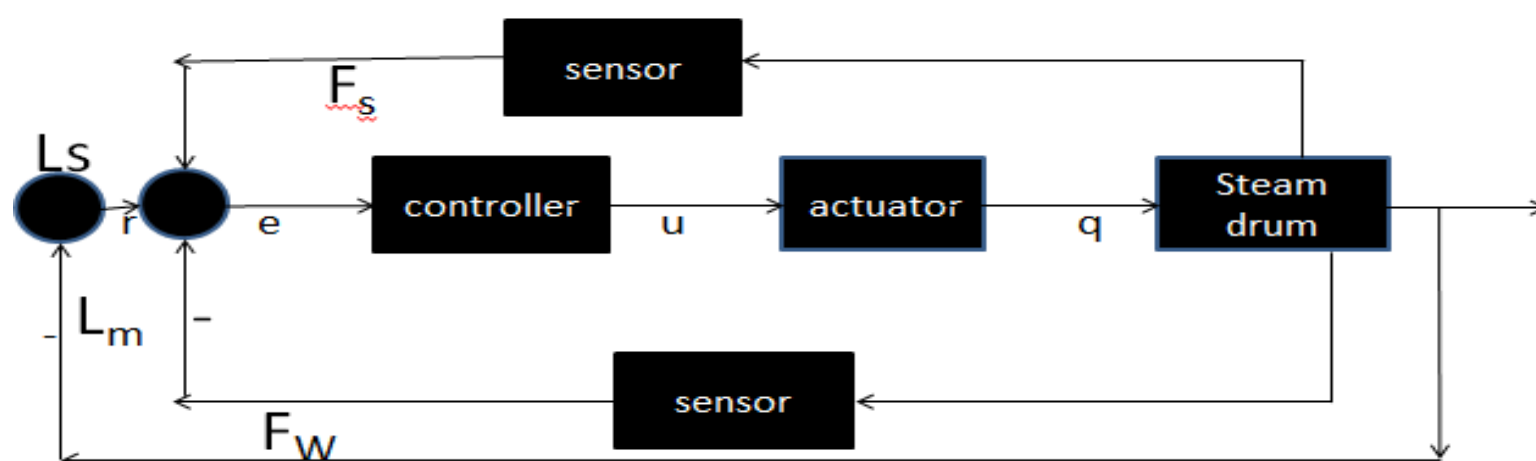 sensor
Fs
Ls
r
e
controller
u
actuator
q
Steam
drum
-
Lm
-
sensor
FW